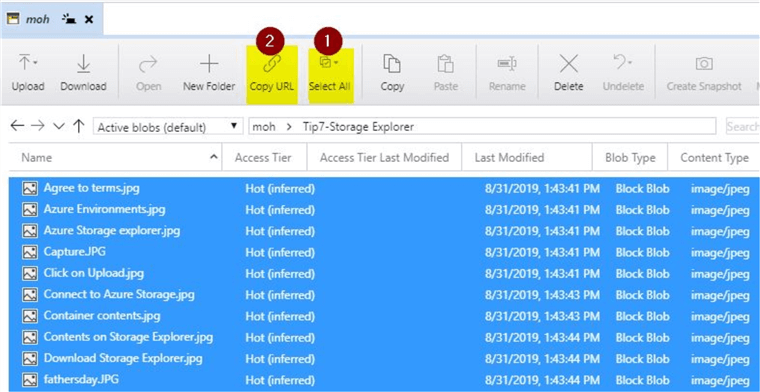 moh
2 1
Upload Download Open New Folder Copy URL Select All Copy Paste Rename Delete Undelete Create Snapshot
Active blobs (default) moh > Tip7-Storage Explorer Search
Name Access Tier Access Tier Last Modified Last Modified Blob Type Content Type
Agree to terms.jpg Hot (inferred) 8/31/2019, 1:43:41 PM Block Blob image/jpeg
Azure Environments.jpg Hot (inferred) 8/31/2019, 1:43:41 PM Block Blob image/jpeg
Azure Storage explorer.jpg Hot (inferred) 8/31/2019, 1:43:41 PM Block Blob image/jpeg
Capture.JPG Hot (inferred) 8/31/2019, 1:43:41 PM Block Blob image/jpeg
Click on Upload.jpg Hot (inferred) 8/31/2019, 1:43:41 PM Block Blob image/jpeg
Connect to Azure Storage.jpg Hot (inferred) 8/31/2019, 1:43:43 PM Block Blob image/jpeg
Container contents.jpg Hot (inferred) 8/31/2019, 1:43:43 PM Block Blob image/jpeg
Contents on Storage Explorer.jpg Hot (inferred) 8/31/2019, 1:43:44 PM Block Blob image/jpeg
Download Storage Explorer.jpg Hot (inferred) 8/31/2019, 1:43:44 PM Block Blob image/jpeg
fathersday.JPG Hot (inferred) 8/31/2019, 1:43:44 PM Block Blob image/jpeg